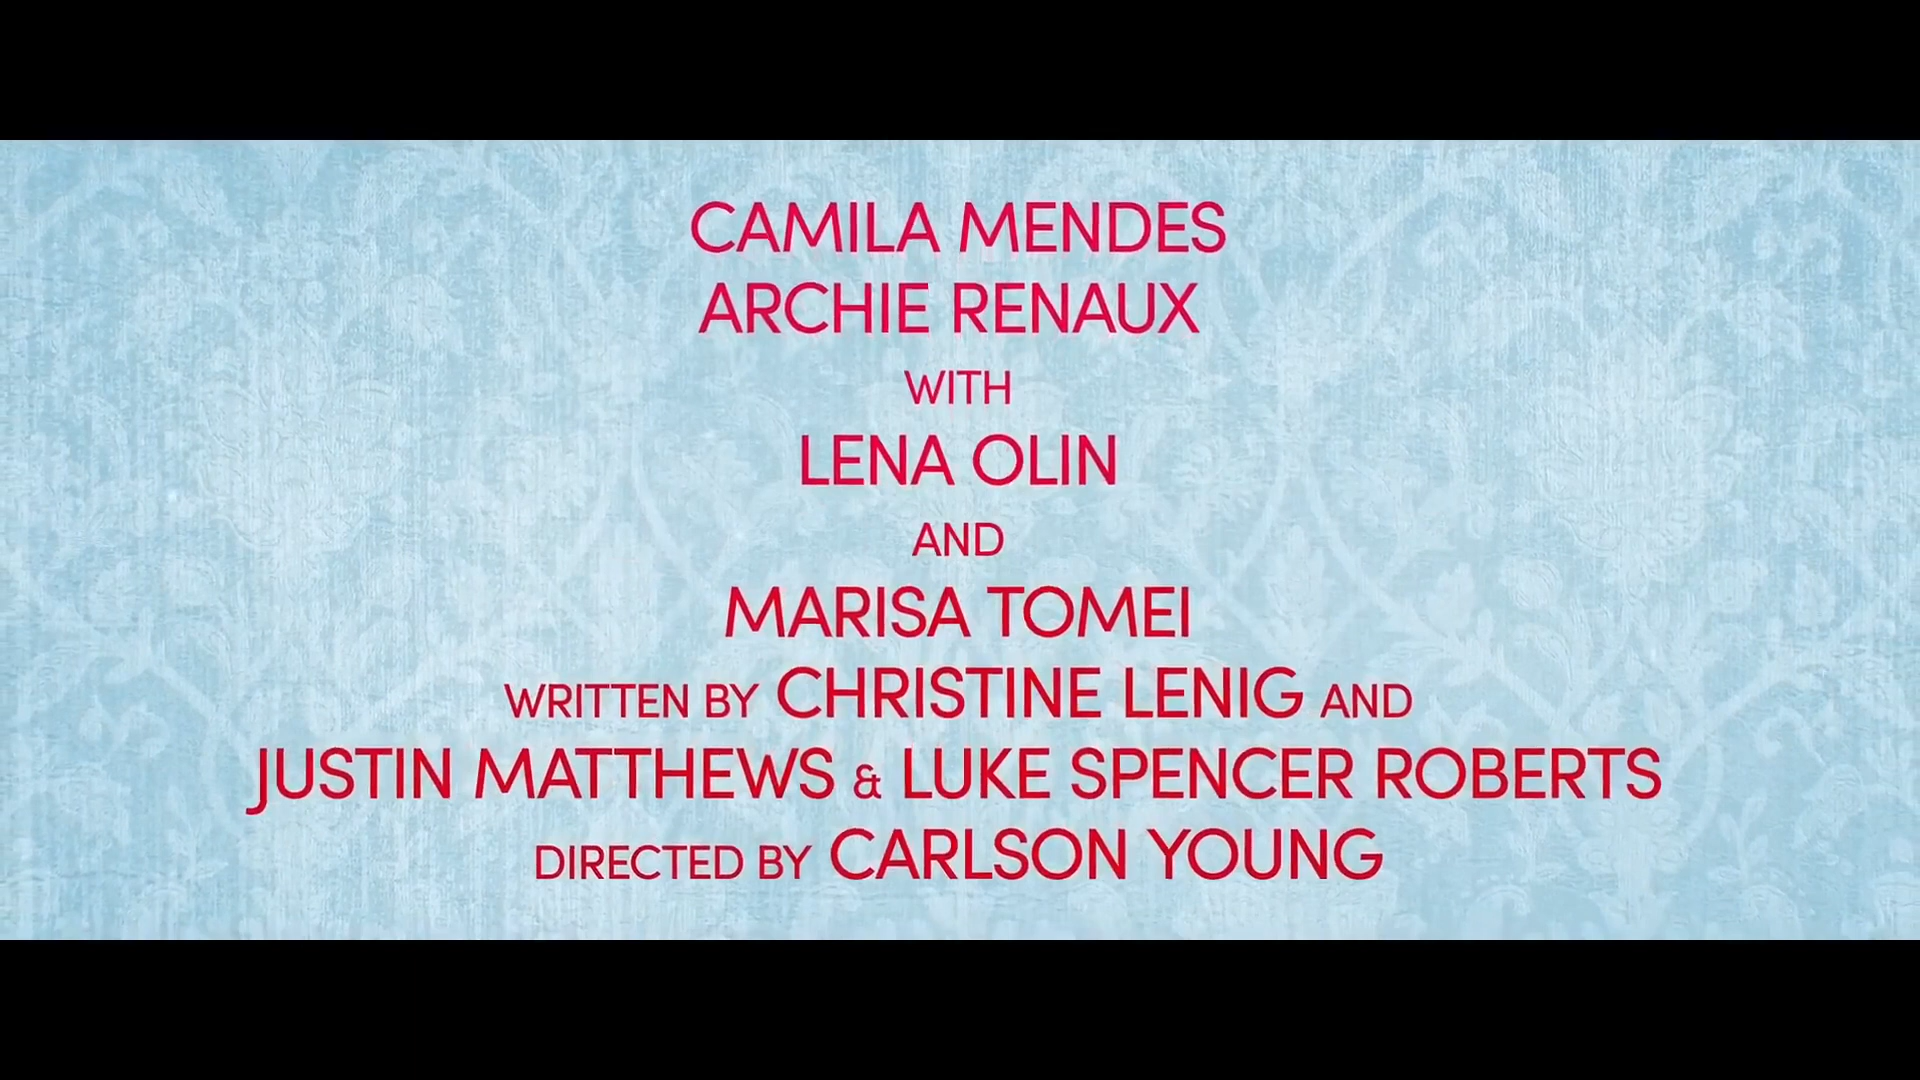 CAMILA MENDES
ARCHIE RENAUX
WITH
LENA OLIN
AND
MARISA TOMEI
WRITTEN BY CHRISTINE LENIG AND
JUSTIN MATTHEWS & LUKE SPENCER ROBERTS
DIRECTED BY CARLSON YOUNG